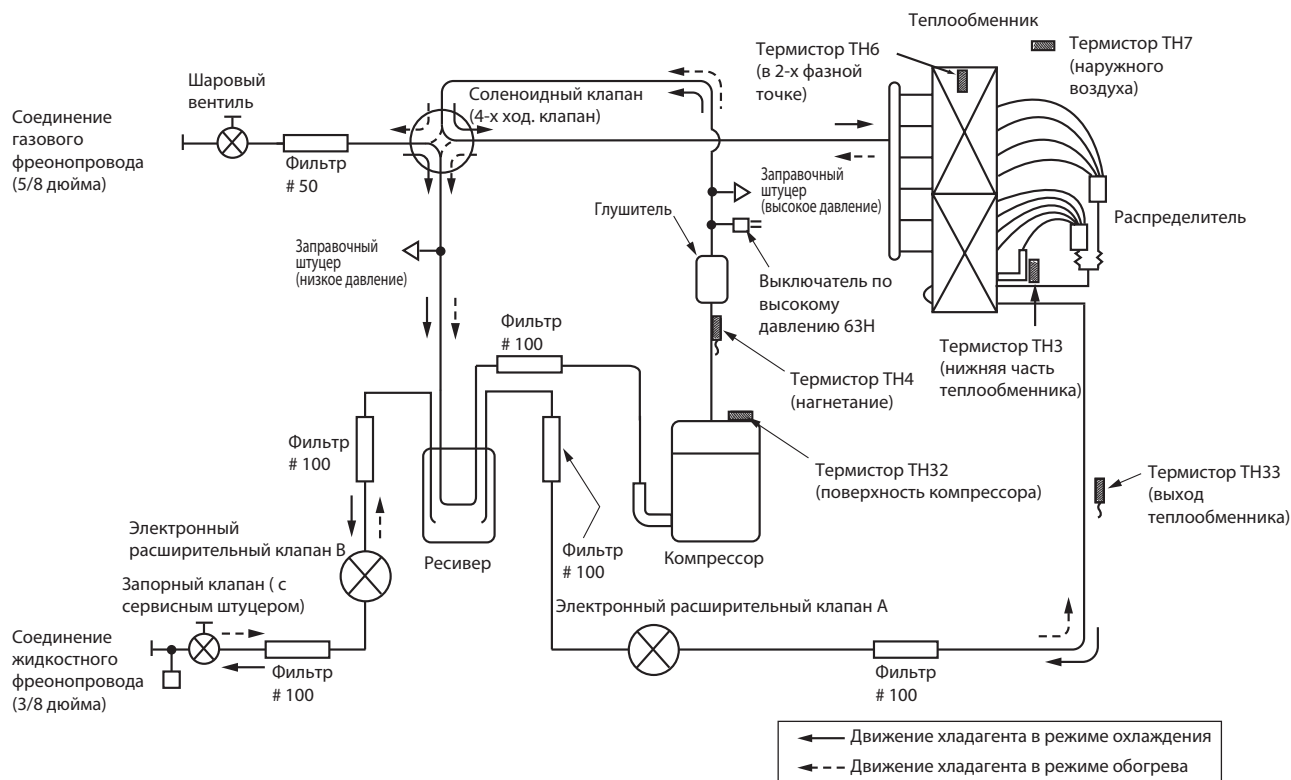 Теплообменник
Термистор TH6
(в 2-х фазной
точке)
Термистор TH7
(наружного
воздуха)
Шаровый
вентиль
Соленоидный клапан
(4-х ход. клапан)
Соединение
газового
фреонопровода
(5/8 дюйма)
Фильтр
# 50
Заправочный
штуцер
(высокое давление)
Глушитель
Распределитель
Заправочный
штуцер
(низкое давление)
Выключатель по
высокому
давлению 63H
Фильтр
# 100
Термистор TH3
(нижняя часть
теплообменника)
Термистор TH4
(нагнетание)
Фильтр
# 100
Термистор TH32
(поверхность компрессора)
Термистор TH33
(выход
теплообменника)
Электронный
расширительный клапан B
Ресивер
Фильтр
# 100
Компрессор
Запорный клапан ( с
сервисным штуцером)
Электронный расширительный клапан A
Соединение
жидкостного
фреонопровода
(3/8 дюйма)
Фильтр
# 100
Фильтр
# 100
Движение хладагента в режиме охлаждения
Движение хладагента в режиме обогрева